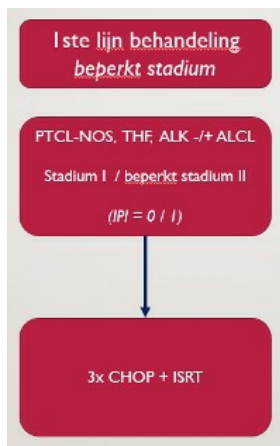 1ste lijn behandeling
beperkt stadium
PTCL-NOS, THF, ALK -/+ ALCL
Stadium I / beperkt stadium II
(IPI = 0 / 1)
3x CHOP + ISRT